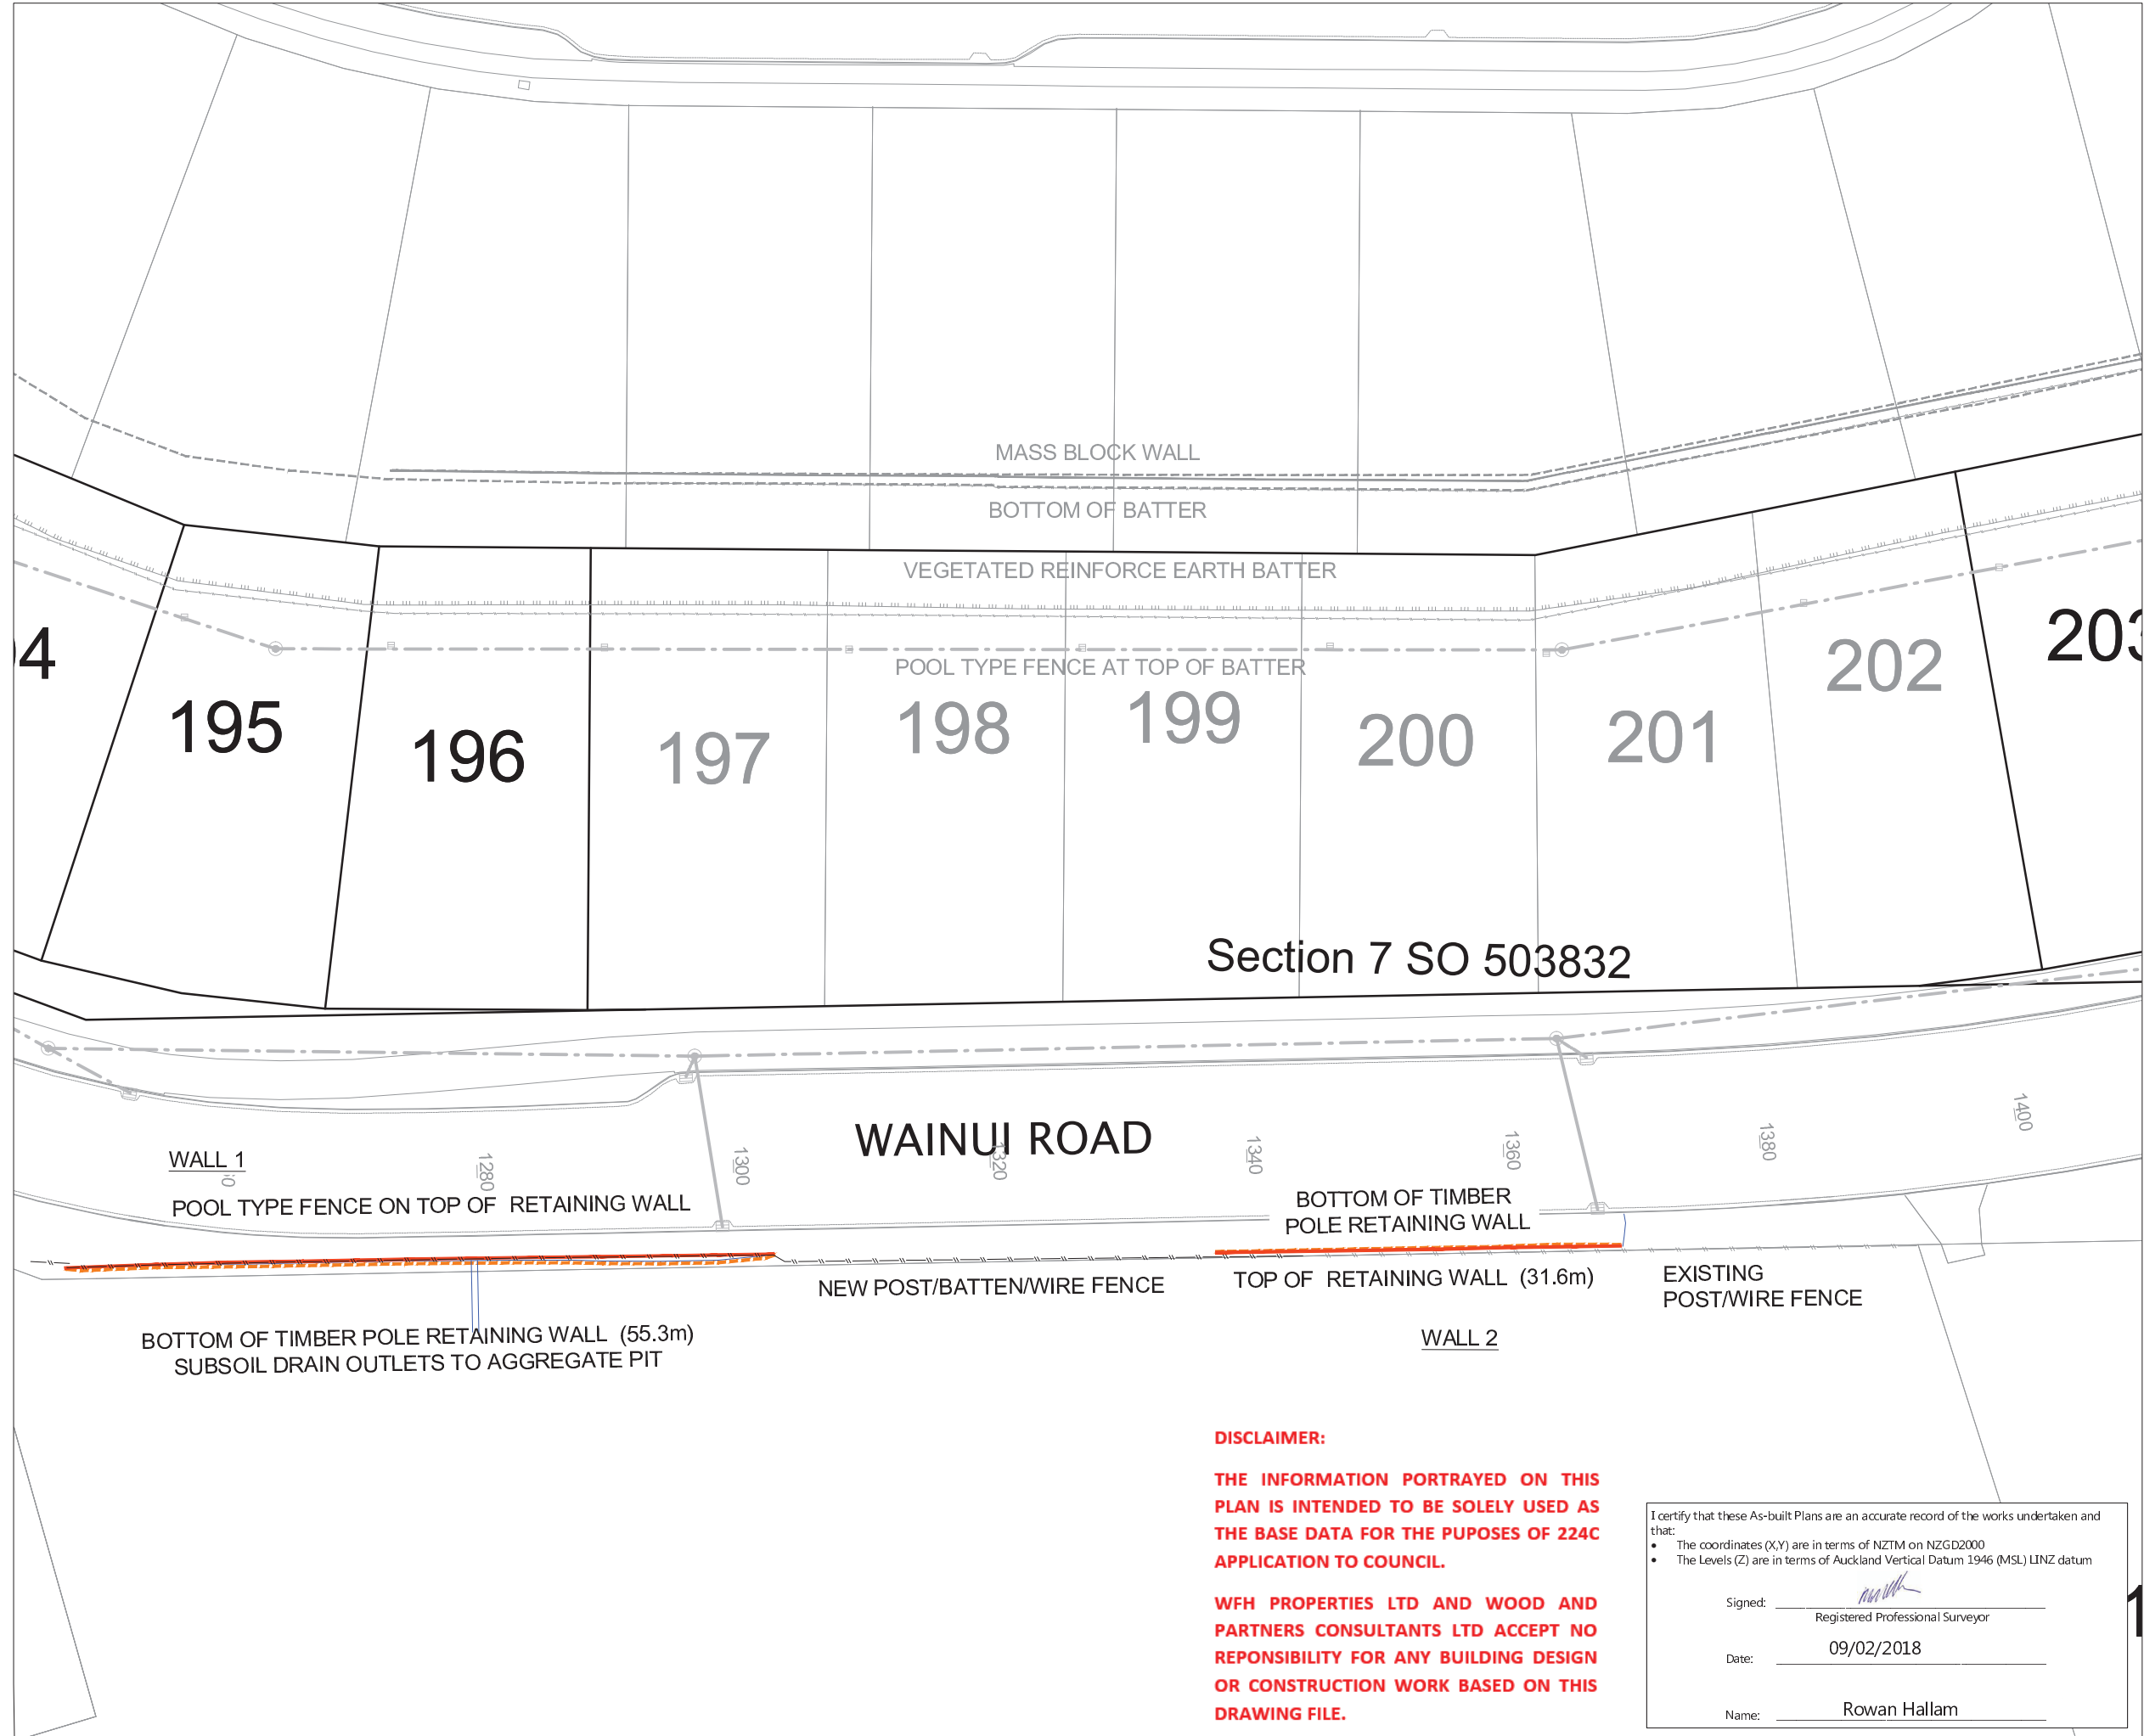 MASS BLOCK WALL
BOTTOM OF BATTER
VEGETATED REINFORCE EARTH BATTER
POOL TYPE FENCE AT TOP OF BATTER
195
196
197
198
199
200
201
202
Section 7 SO 503832
WAINUI ROAD
1280
1300
1320
1340
1360
1380
1400
WALL 1
POOL TYPE FENCE ON TOP OF RETAINING WALL
BOTTOM OF TIMBER
POLE RETAINING WALL
NEW POST/BATTEN/WIRE FENCE
TOP OF RETAINING WALL (31.6m)
EXISTING
POST/WIRE FENCE
BOTTOM OF TIMBER POLE RETAINING WALL (55.3m)
SUBSOIL DRAIN OUTLETS TO AGGREGATE PIT
WALL 2
DISCLAIMER:
THE INFORMATION PORTRAYED ON THIS
PLAN IS INTENDED TO BE SOLELY USED AS
THE BASE DATA FOR THE PUPOSES OF 224C
APPLICATION TO COUNCIL.
WFH PROPERTIES LTD AND WOOD AND
PARTNERS CONSULTANTS LTD ACCEPT NO
REPONSIBILITY FOR ANY BUILDING DESIGN
OR CONSTRUCTION WORK BASED ON THIS
DRAWING FILE.
I certify that these As-built Plans are an accurate record of the works undertaken and
that:
• The coordinates (X,Y) are in terms of NZTM on NZGD2000
• The Levels (Z) are in terms of Auckland Vertical Datum 1946 (MSL) LINZ datum
Signed:
Registered Professional Surveyor
Date: 09/02/2018
Name: Rowan Hallam